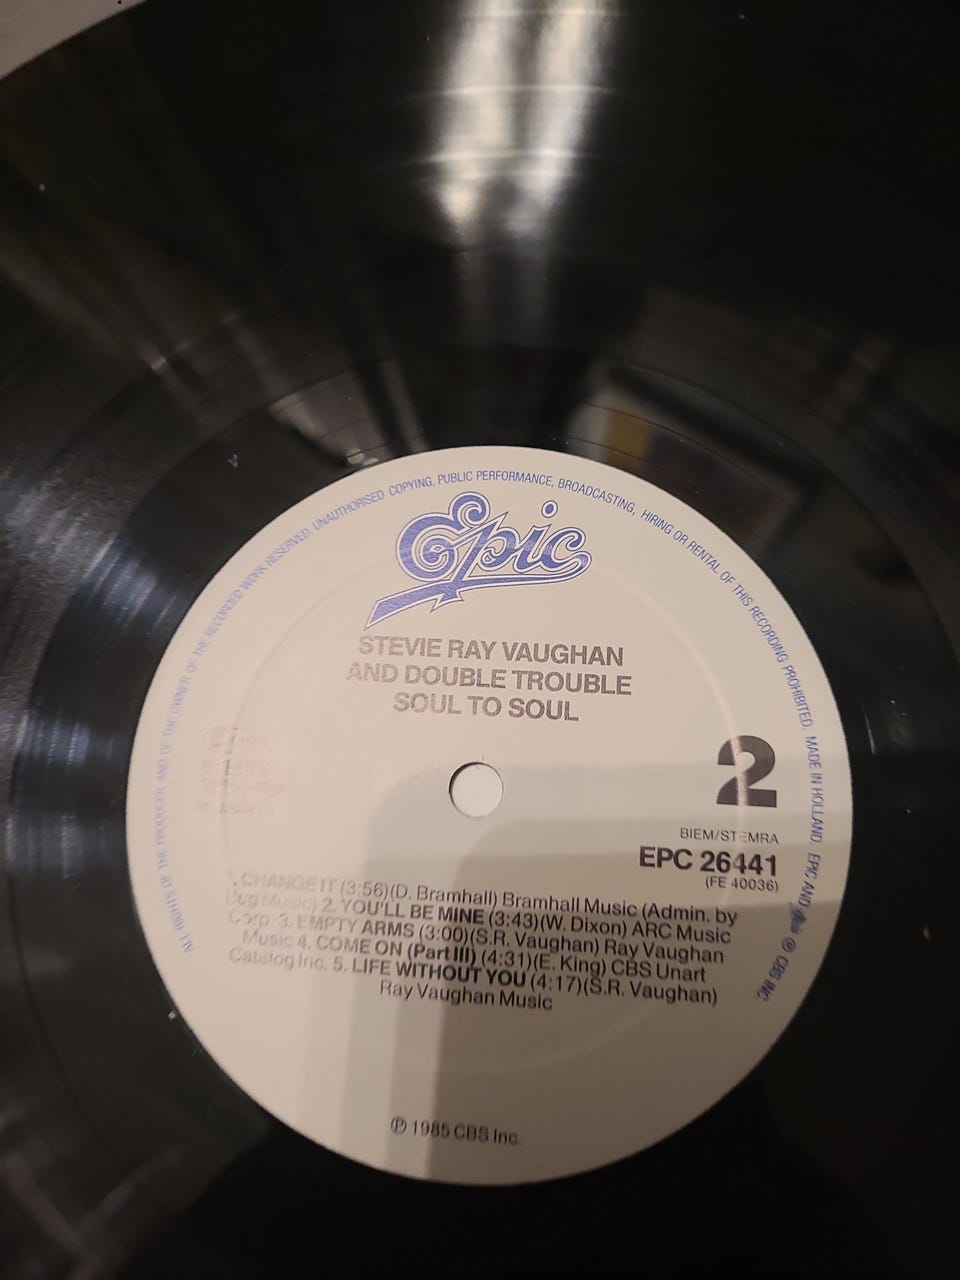 ALL RIGHTS OF THE PRODUCER AND OF THE OWNER OF THE RECORDED WORK RESERVED. UNAUTHORISED COPYING, PUBLIC PERFORMANCE, BROADCASTING, HIRING OR RENTAL OF THIS RECORDING PROHIBITED. MADE IN HOLLAND. EPIC AND ® CBS INC
Epic
STEVIE RAY VAUGHAN
AND DOUBLE TROUBLE
SOUL TO SOUL
2
BIEM/STEMRA
EPC 26441
(FE 40036)
1. CHANGE IT (3:56)(D. Bramhall) Bramhall Music (Admin. by
Bug Music) 2. YOU'LL BE MINE (3:43)(W. Dixon) ARC Music
Corp. 3. EMPTY ARMS (3:00)(S.R. Vaughan) Ray Vaughan
Music 4. COME ON (Part III) (4:31)(E. King) CBS Unart
Catalog Inc. 5. LIFE WITHOUT YOU (4:17)(S.R. Vaughan)
Ray Vaughan Music
℗ 1985 CBS Inc.